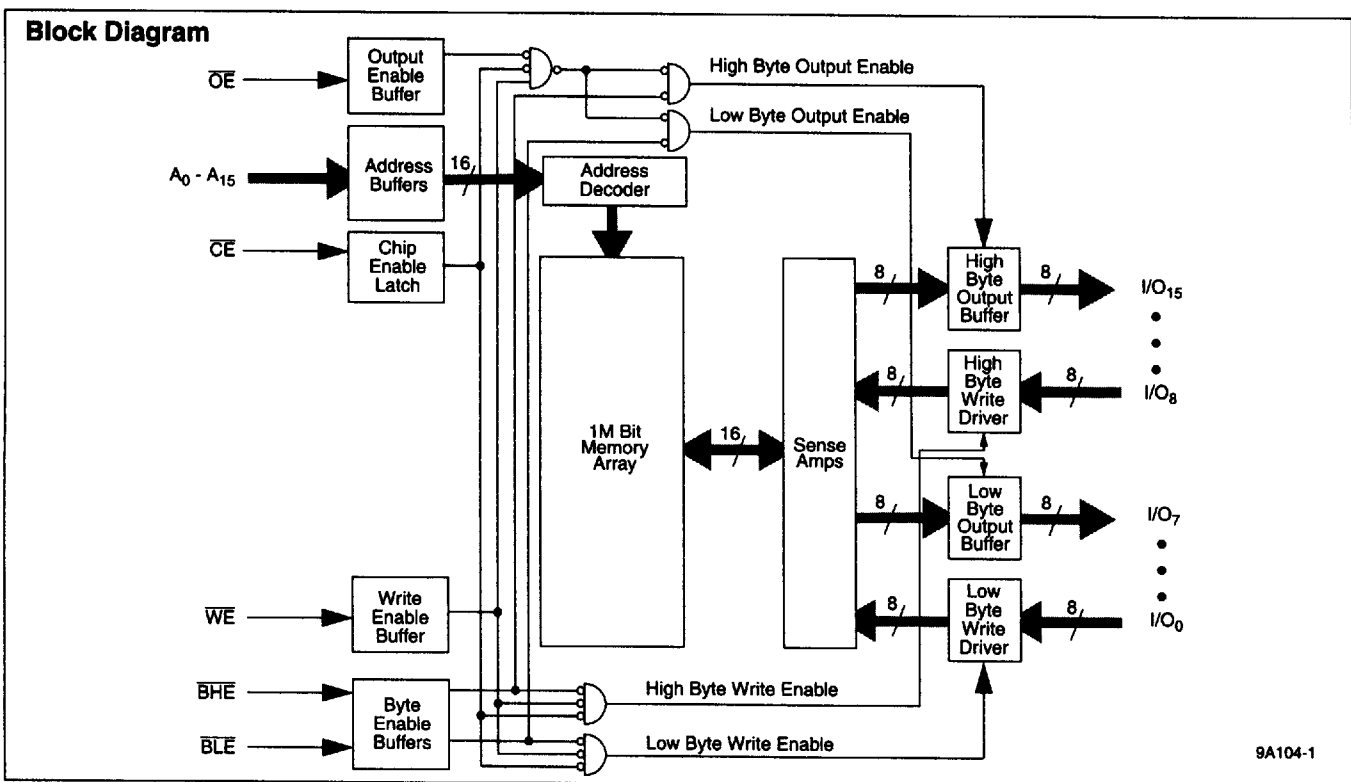 Block Diagram
OE
Output
Enable
Buffer
High Byte Output Enable
Low Byte Output Enable
A0 - A15
Address
Buffers
16
Address
Decoder
CE
Chip
Enable
Latch
1M Bit
Memory
Array
16
Sense
Amps
8
High
Byte
Output
Buffer
8
I/O15
8
High
Byte
Write
Driver
8
I/O8
8
Low
Byte
Output
Buffer
8
I/O7
8
Low
Byte
Write
Driver
8
I/O0
WE
Write
Enable
Buffer
BHE
BLE
Byte
Enable
Buffers
High Byte Write Enable
Low Byte Write Enable
9A104-1